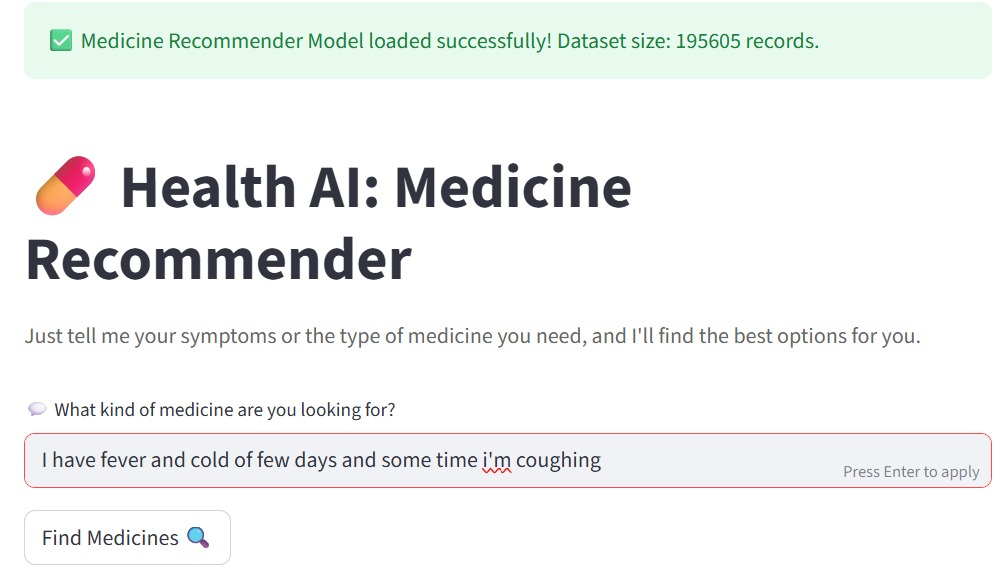 ✅ Medicine Recommender Model loaded successfully! Dataset size: 195605 records.
💊 Health AI: Medicine
Recommender
Just tell me your symptoms or the type of medicine you need, and I'll find the best options for you.
💬 What kind of medicine are you looking for?
I have fever and cold of few days and some time i'm coughing
Press Enter to apply
Find Medicines 🔍